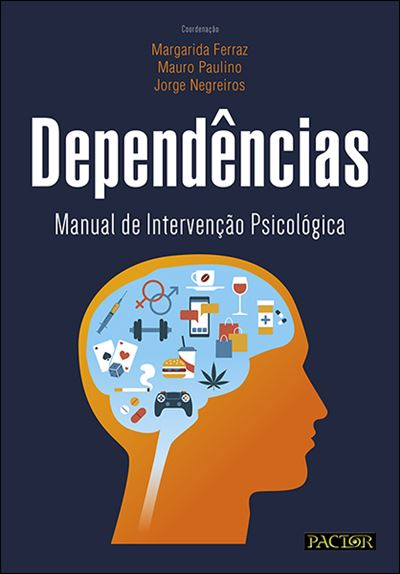 Coordenação
Margarida Ferraz
Mauro Paulino
Jorge Negreiros
Dependências
Manual de Intervenção Psicológica
PACTOR